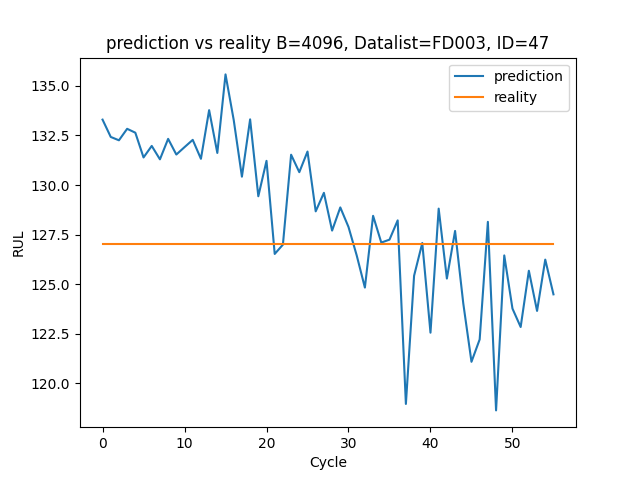 prediction vs reality B=4096, Datalist=FD003, ID=47
prediction
reality
135.0
132.5
130.0
127.5
125.0
122.5
120.0
RUL
0 10 20 30 40 50
Cycle